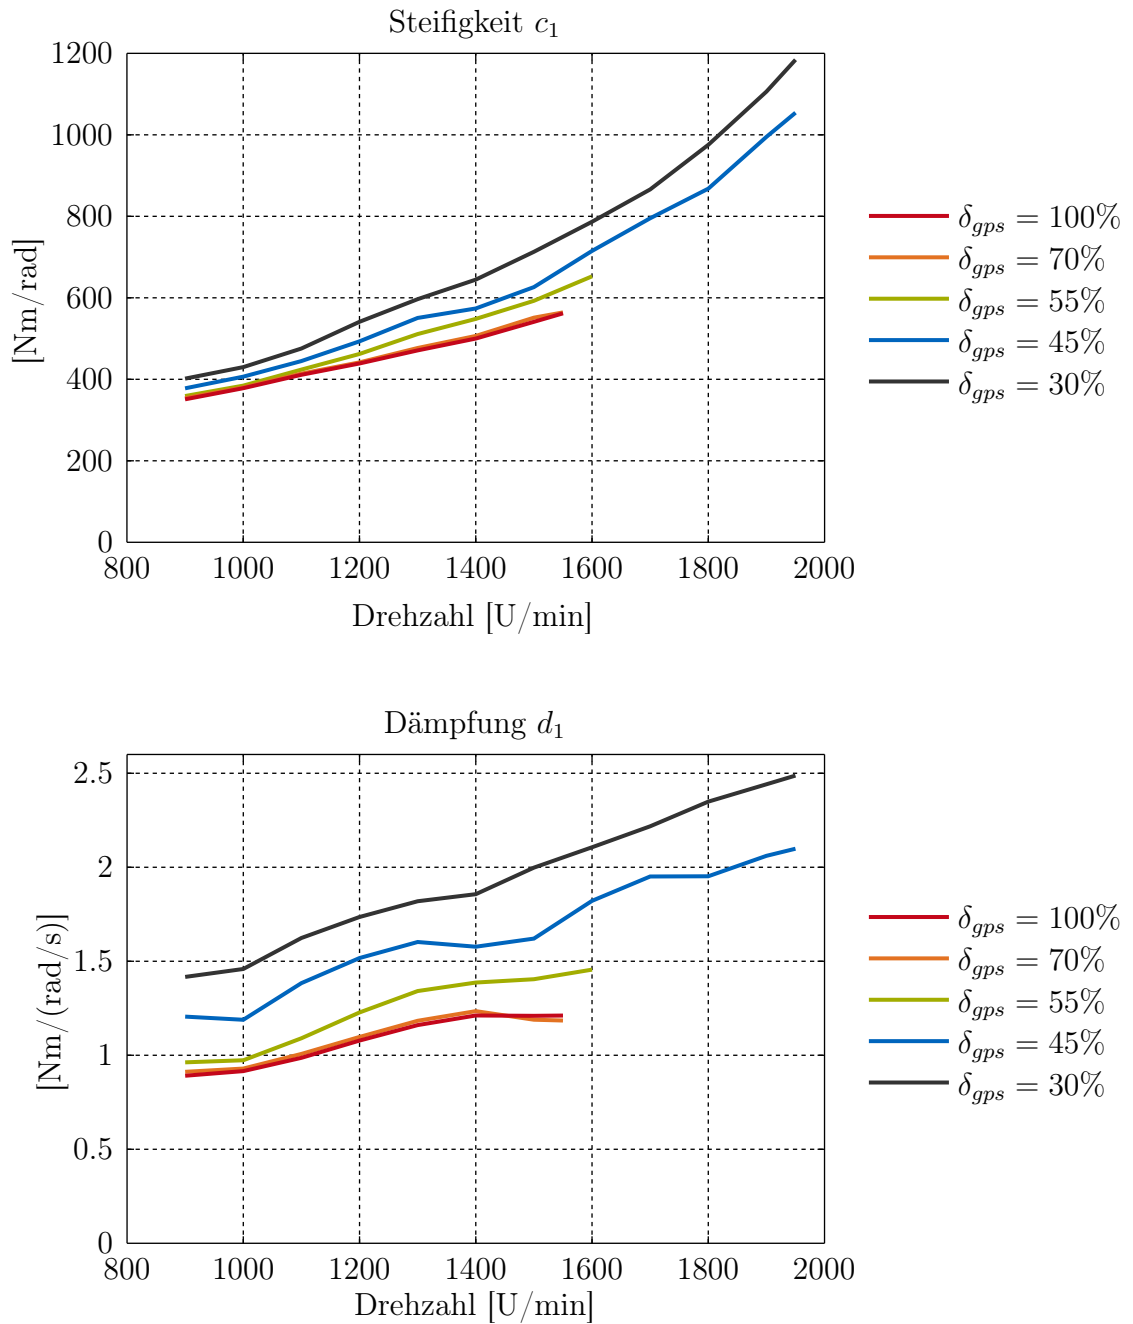 Steifigkeit c₁
1200
1000
800
600
400
200
0
[Nm/rad]
800 1000 1200 1400 1600 1800 2000
Drehzahl [U/min]
δgps = 100%
δgps = 70%
δgps = 55%
δgps = 45%
δgps = 30%
Dämpfung d₁
2.5
2
1.5
1
0.5
0
[Nm/(rad/s)]
800 1000 1200 1400 1600 1800 2000
Drehzahl [U/min]
δgps = 100%
δgps = 70%
δgps = 55%
δgps = 45%
δgps = 30%